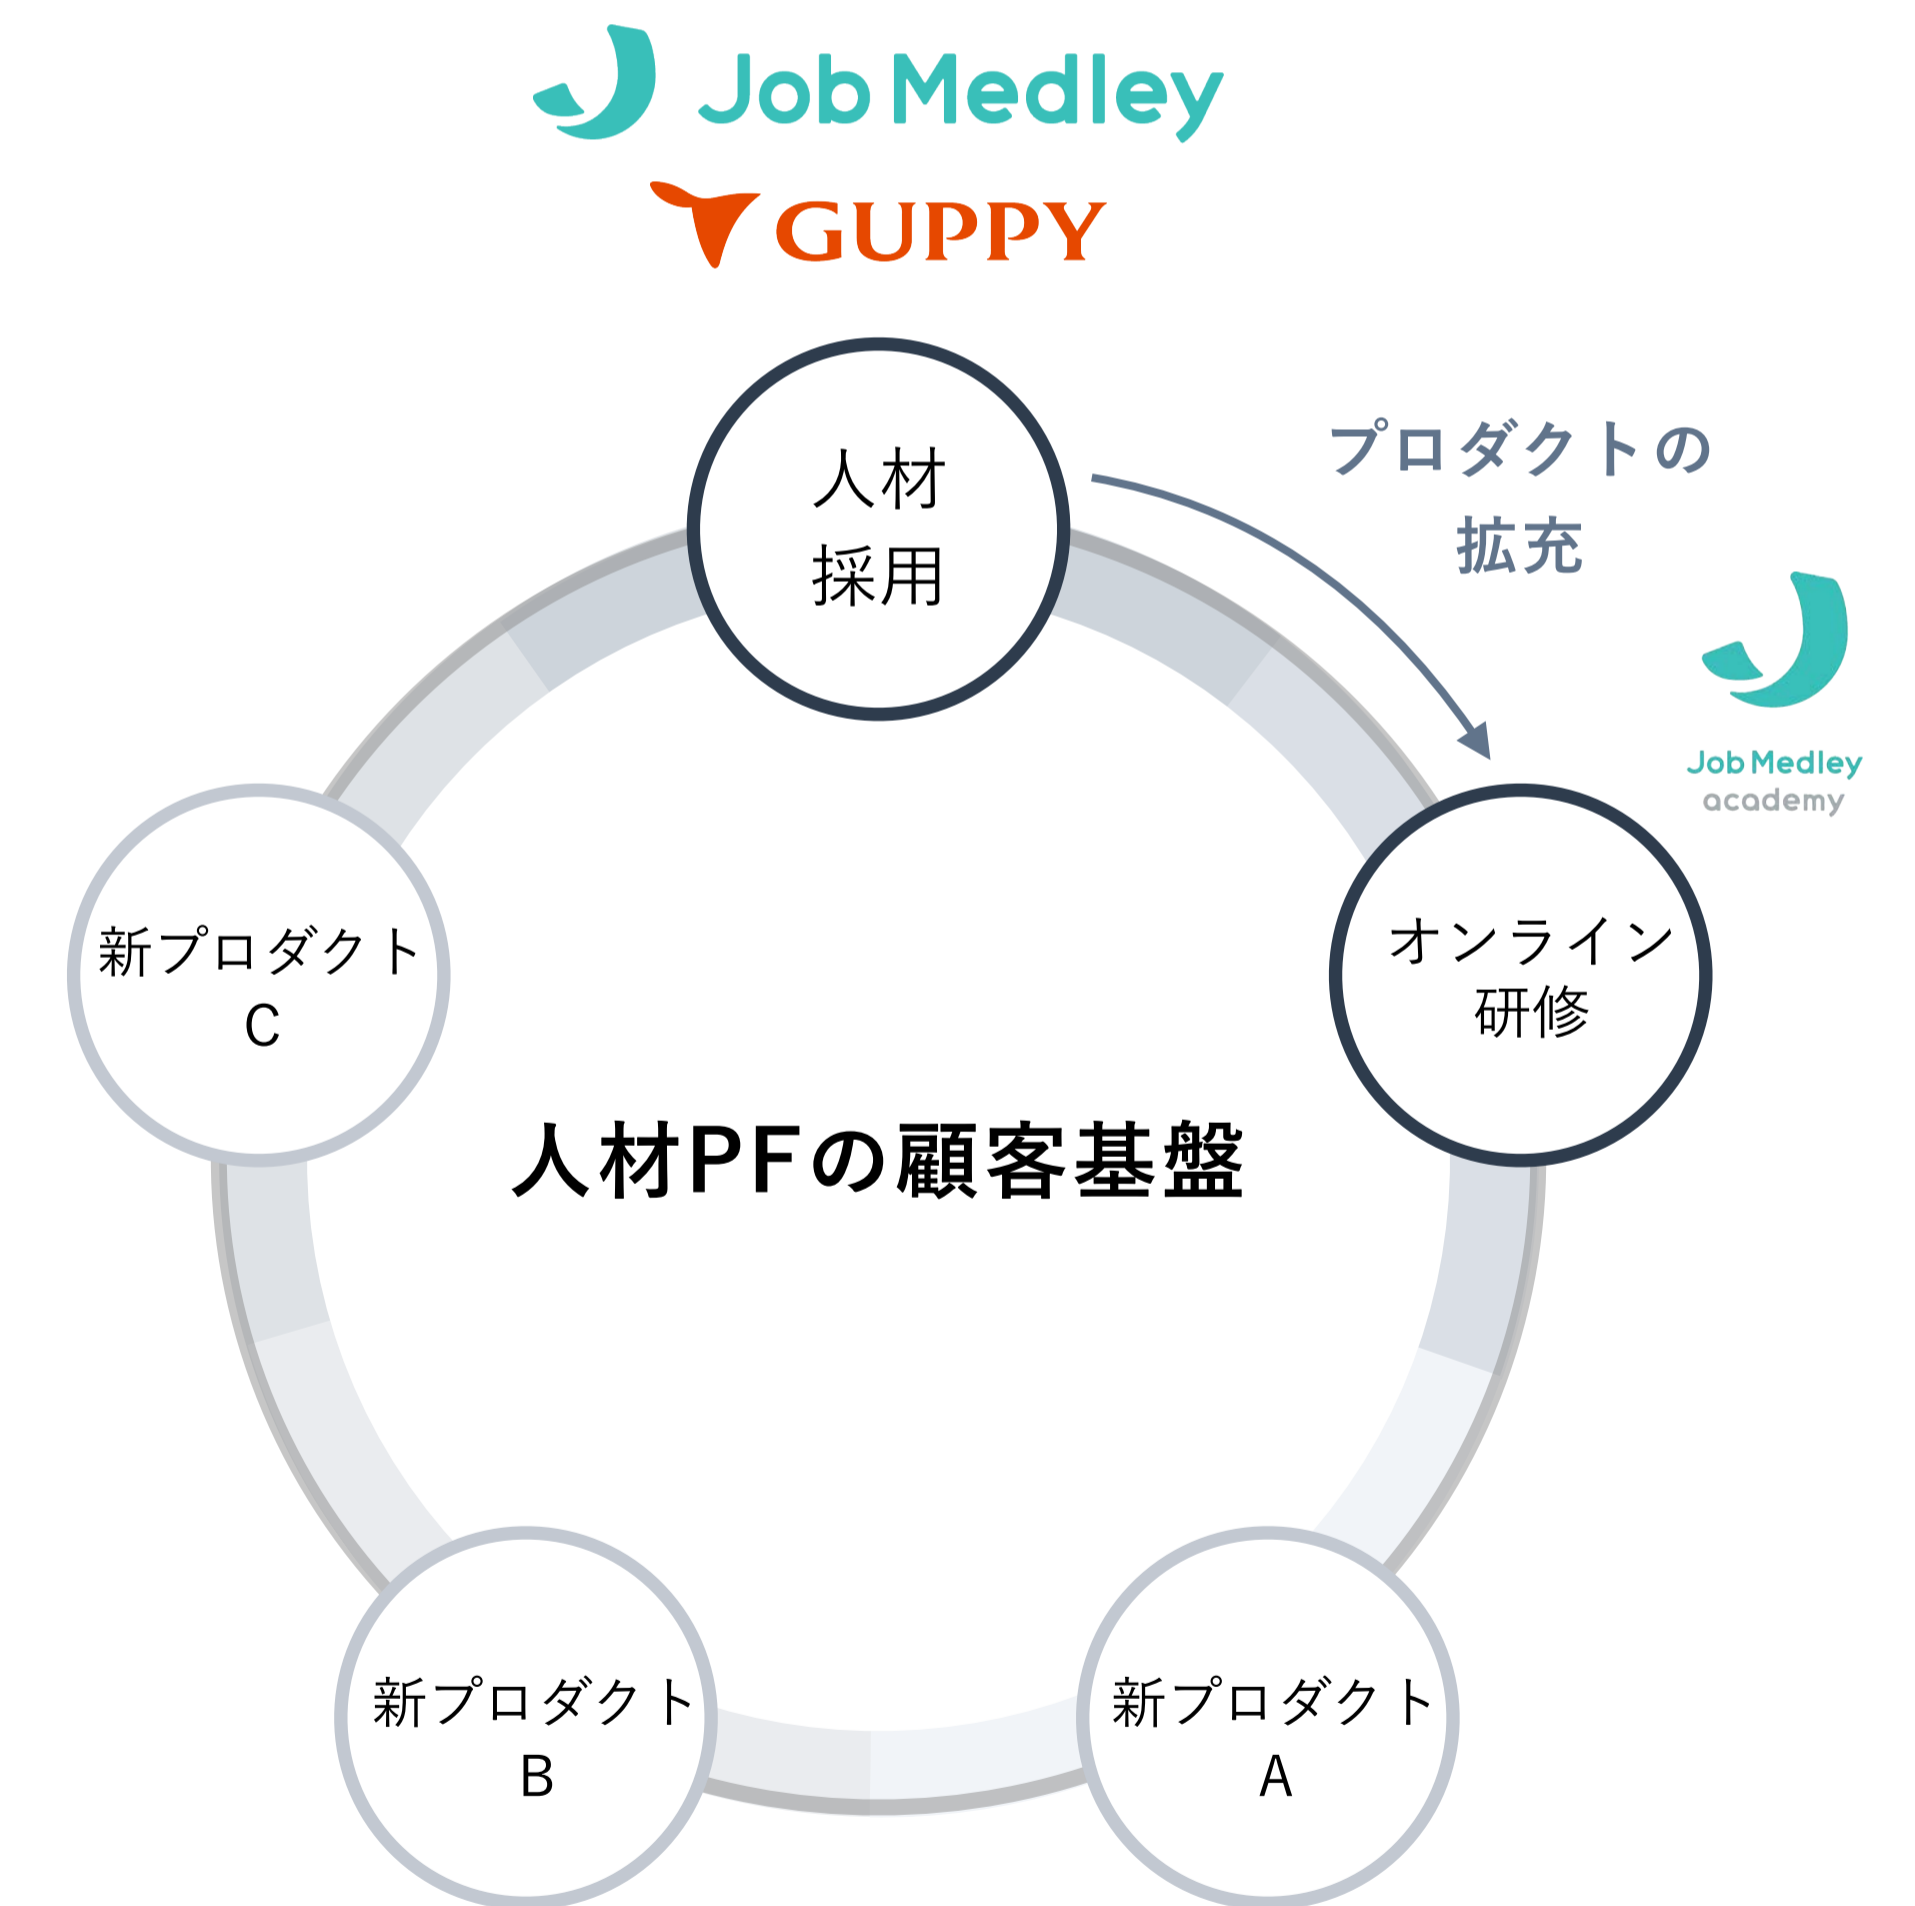 Job Medley
GUPPY
人材
採用
プロダクトの
拡充
Job Medley
academy
オンライン
研修
新プロダクト
C
人材PFの顧客基盤
新プロダクト
B
新プロダクト
A